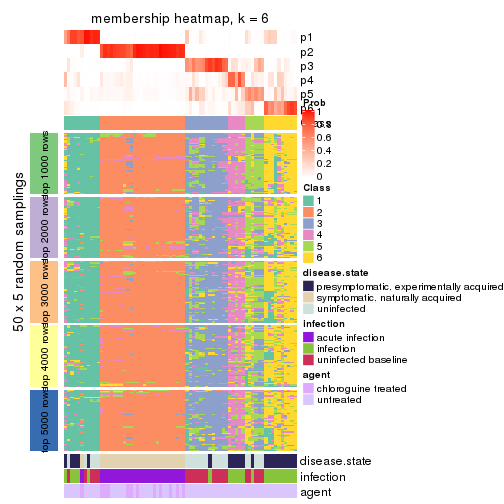 membership heatmap, k = 6
p1
p2
p3
p4
p5
p6
Prob
1
0.8
0.6
0.4
0.2
0
Class
1
2
3
4
5
6
disease.state
presymptomatic. experimentally acquired
symptomatic. naturally acquired
uninfected
infection
acute infection
infection
uninfected baseline
agent
chloroguine treated
untreated
50 x 5 random samplings
top 1000 rows
top 2000 rows
top 3000 rows
top 4000 rows
top 5000 rows
disease.state
infection
agent